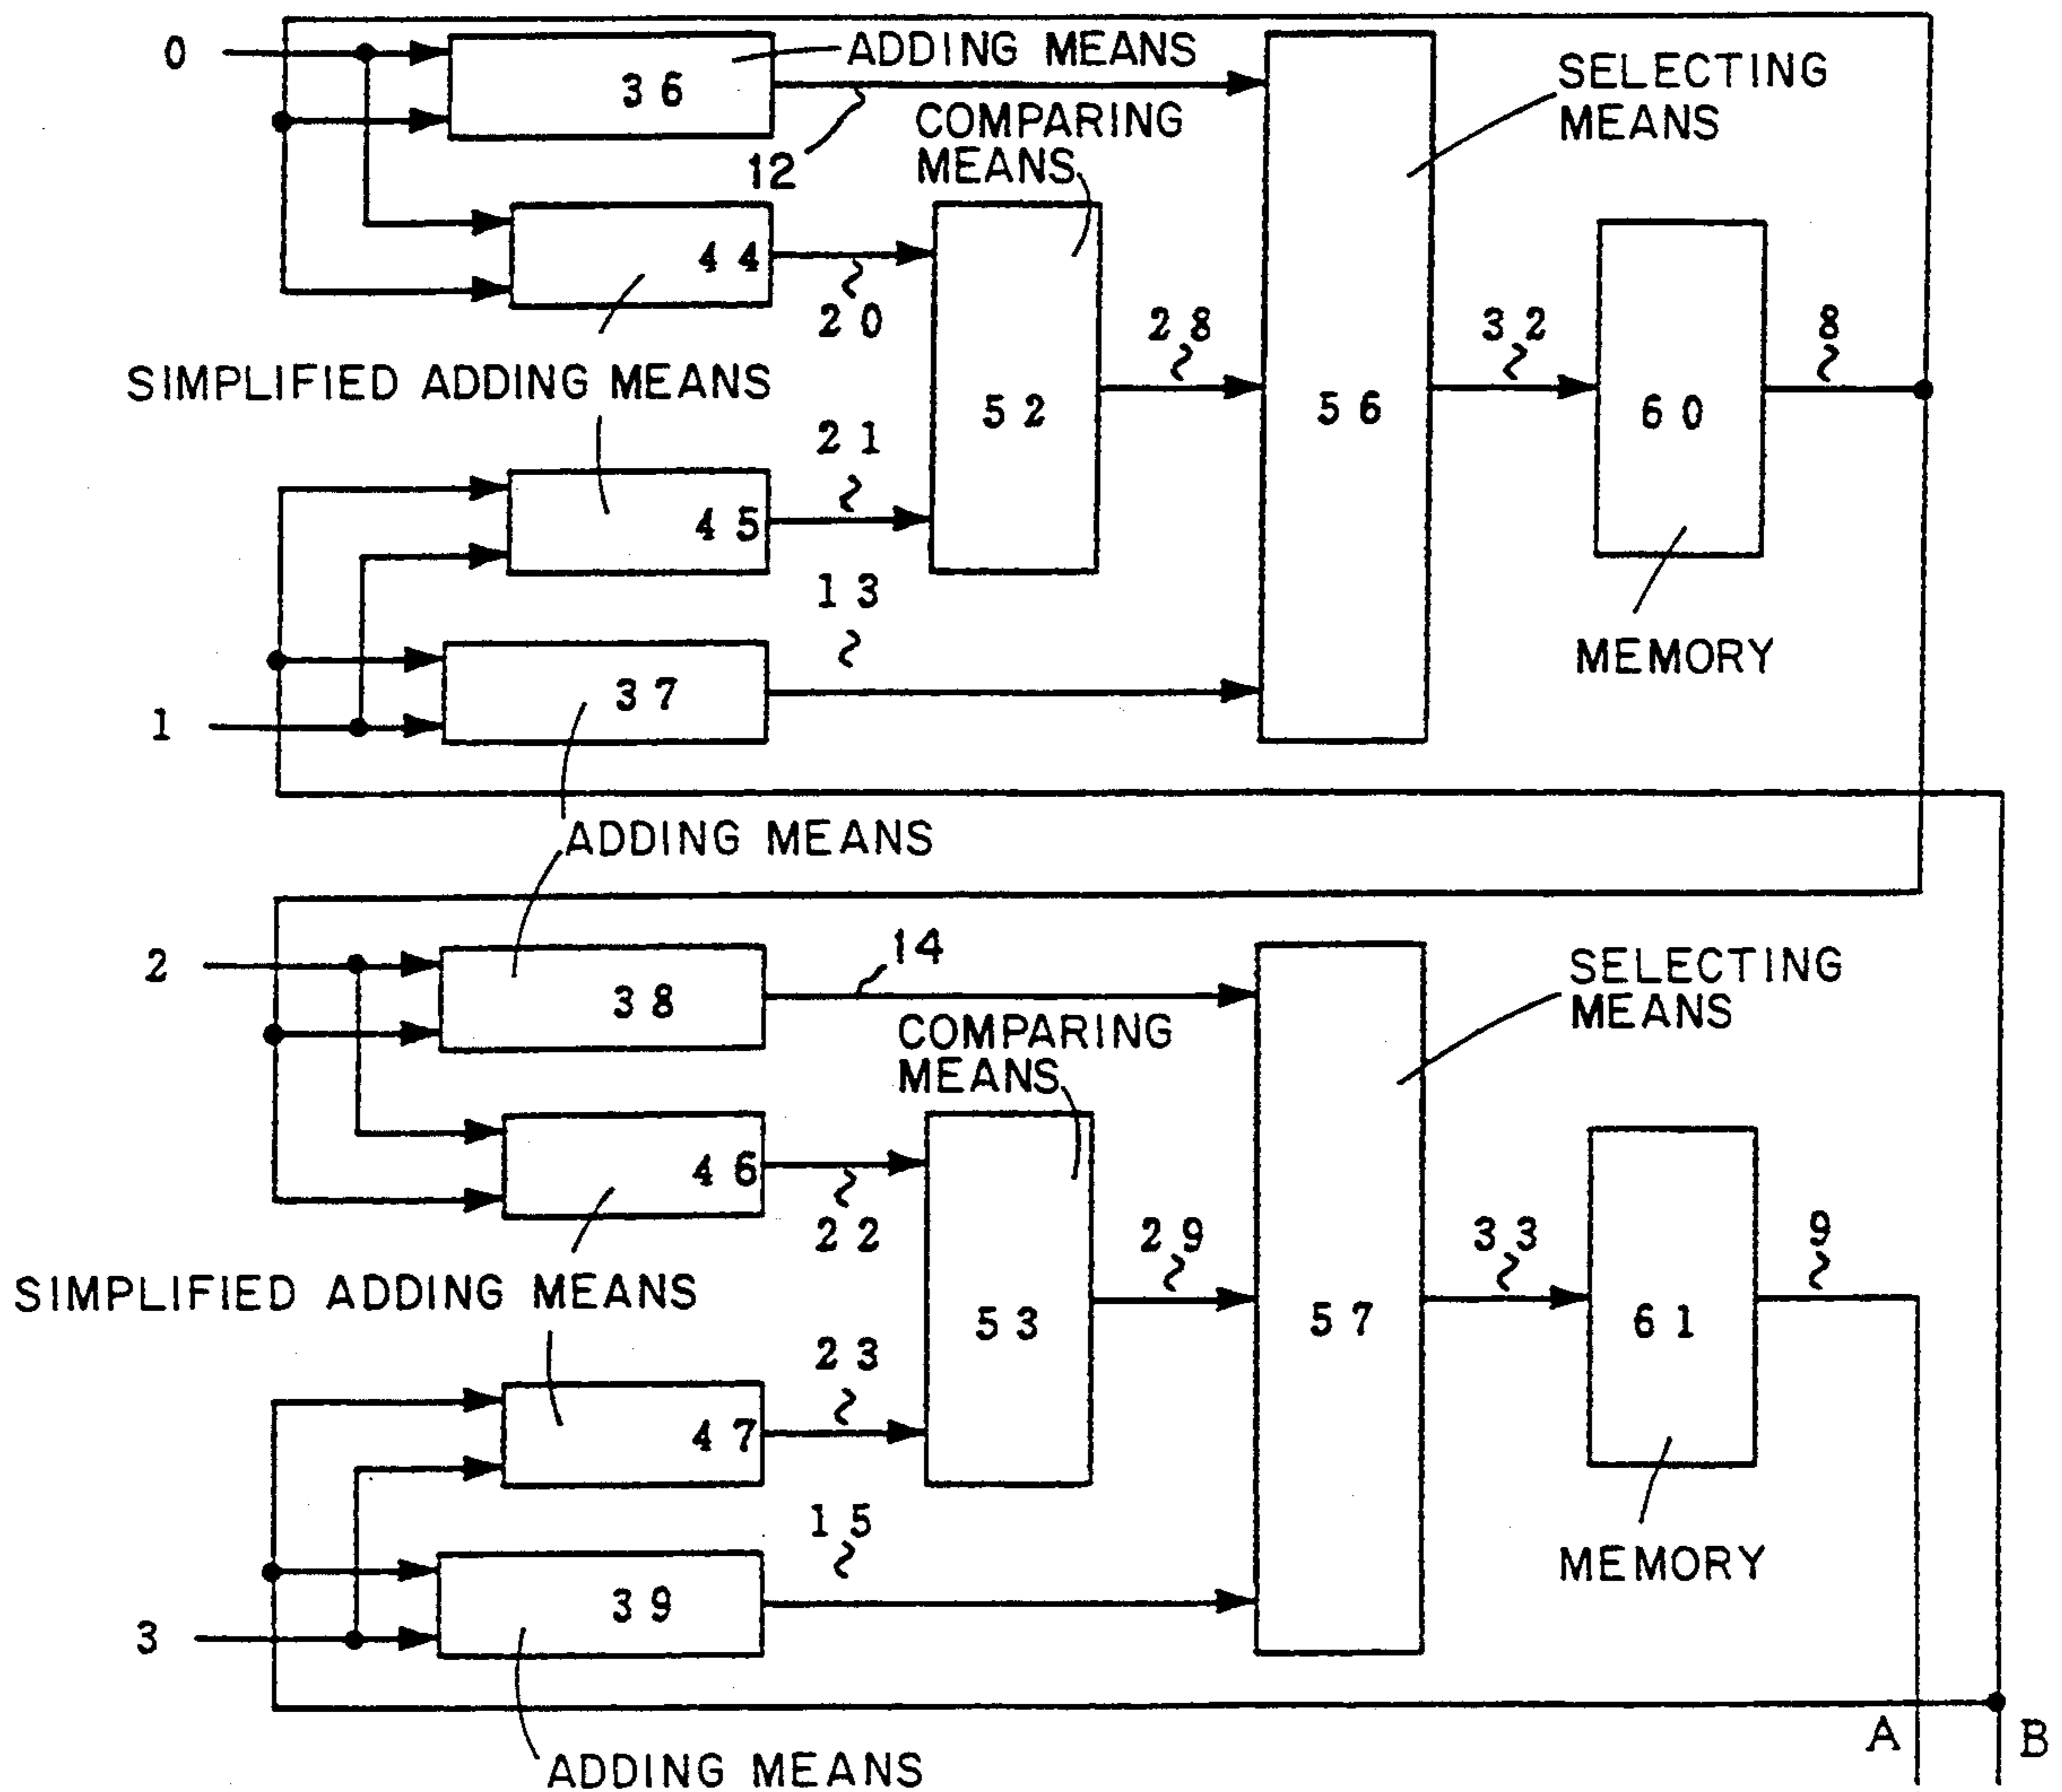 0
ADDING MEANS
36
12
SELECTING
MEANS
COMPARING
MEANS
44
20
28
32
8
SIMPLIFIED ADDING MEANS
52
56
60
21
45
13
37
MEMORY
1
ADDING MEANS
2
38
14
SELECTING
MEANS
COMPARING
MEANS
46
22
29
33
9
SIMPLIFIED ADDING MEANS
53
57
61
23
47
15
39
MEMORY
3
A
B
ADDING MEANS